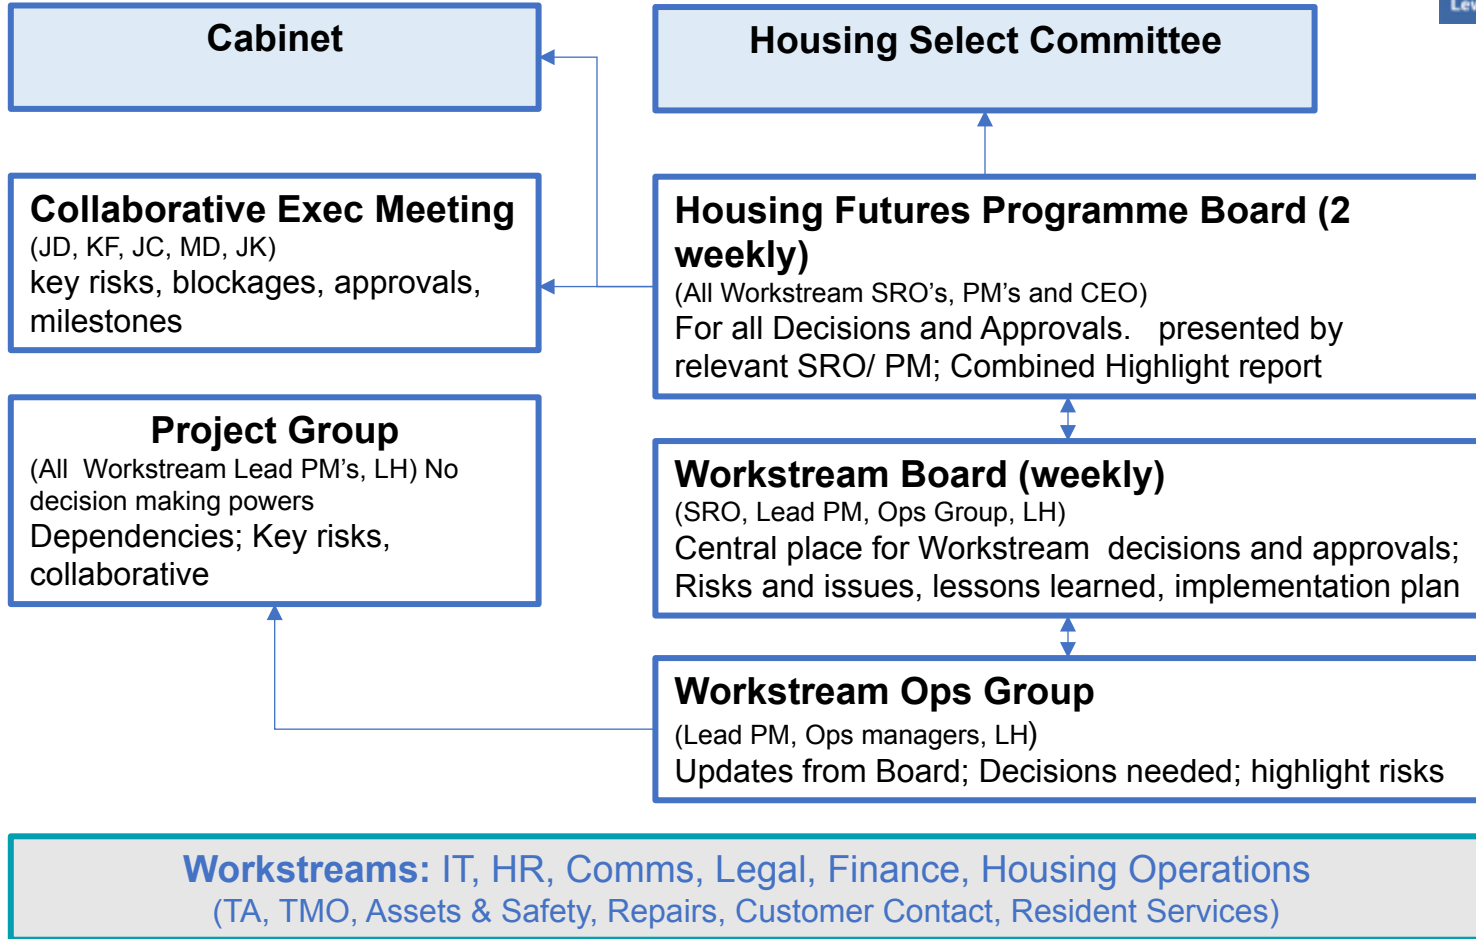 Cabinet
Housing Select Committee
Collaborative Exec Meeting
(JD, KF, JC, MD, JK)
key risks, blockages, approvals,
milestones
Housing Futures Programme Board (2
weekly)
(All Workstream SRO’s, PM’s and CEO)
For all Decisions and Approvals.   presented by
relevant SRO/ PM; Combined Highlight report
Project Group
(All  Workstream Lead PM’s, LH) No
decision making powers
Dependencies; Key risks,
collaborative
Workstream Board (weekly)
(SRO, Lead PM, Ops Group, LH)
Central place for Workstream  decisions and approvals;
Risks and issues, lessons learned, implementation plan
Workstream Ops Group
(Lead PM, Ops managers, LH)
Updates from Board; Decisions needed; highlight risks
Workstreams: IT, HR, Comms, Legal, Finance, Housing Operations
(TA, TMO, Assets & Safety, Repairs, Customer Contact, Resident Services)